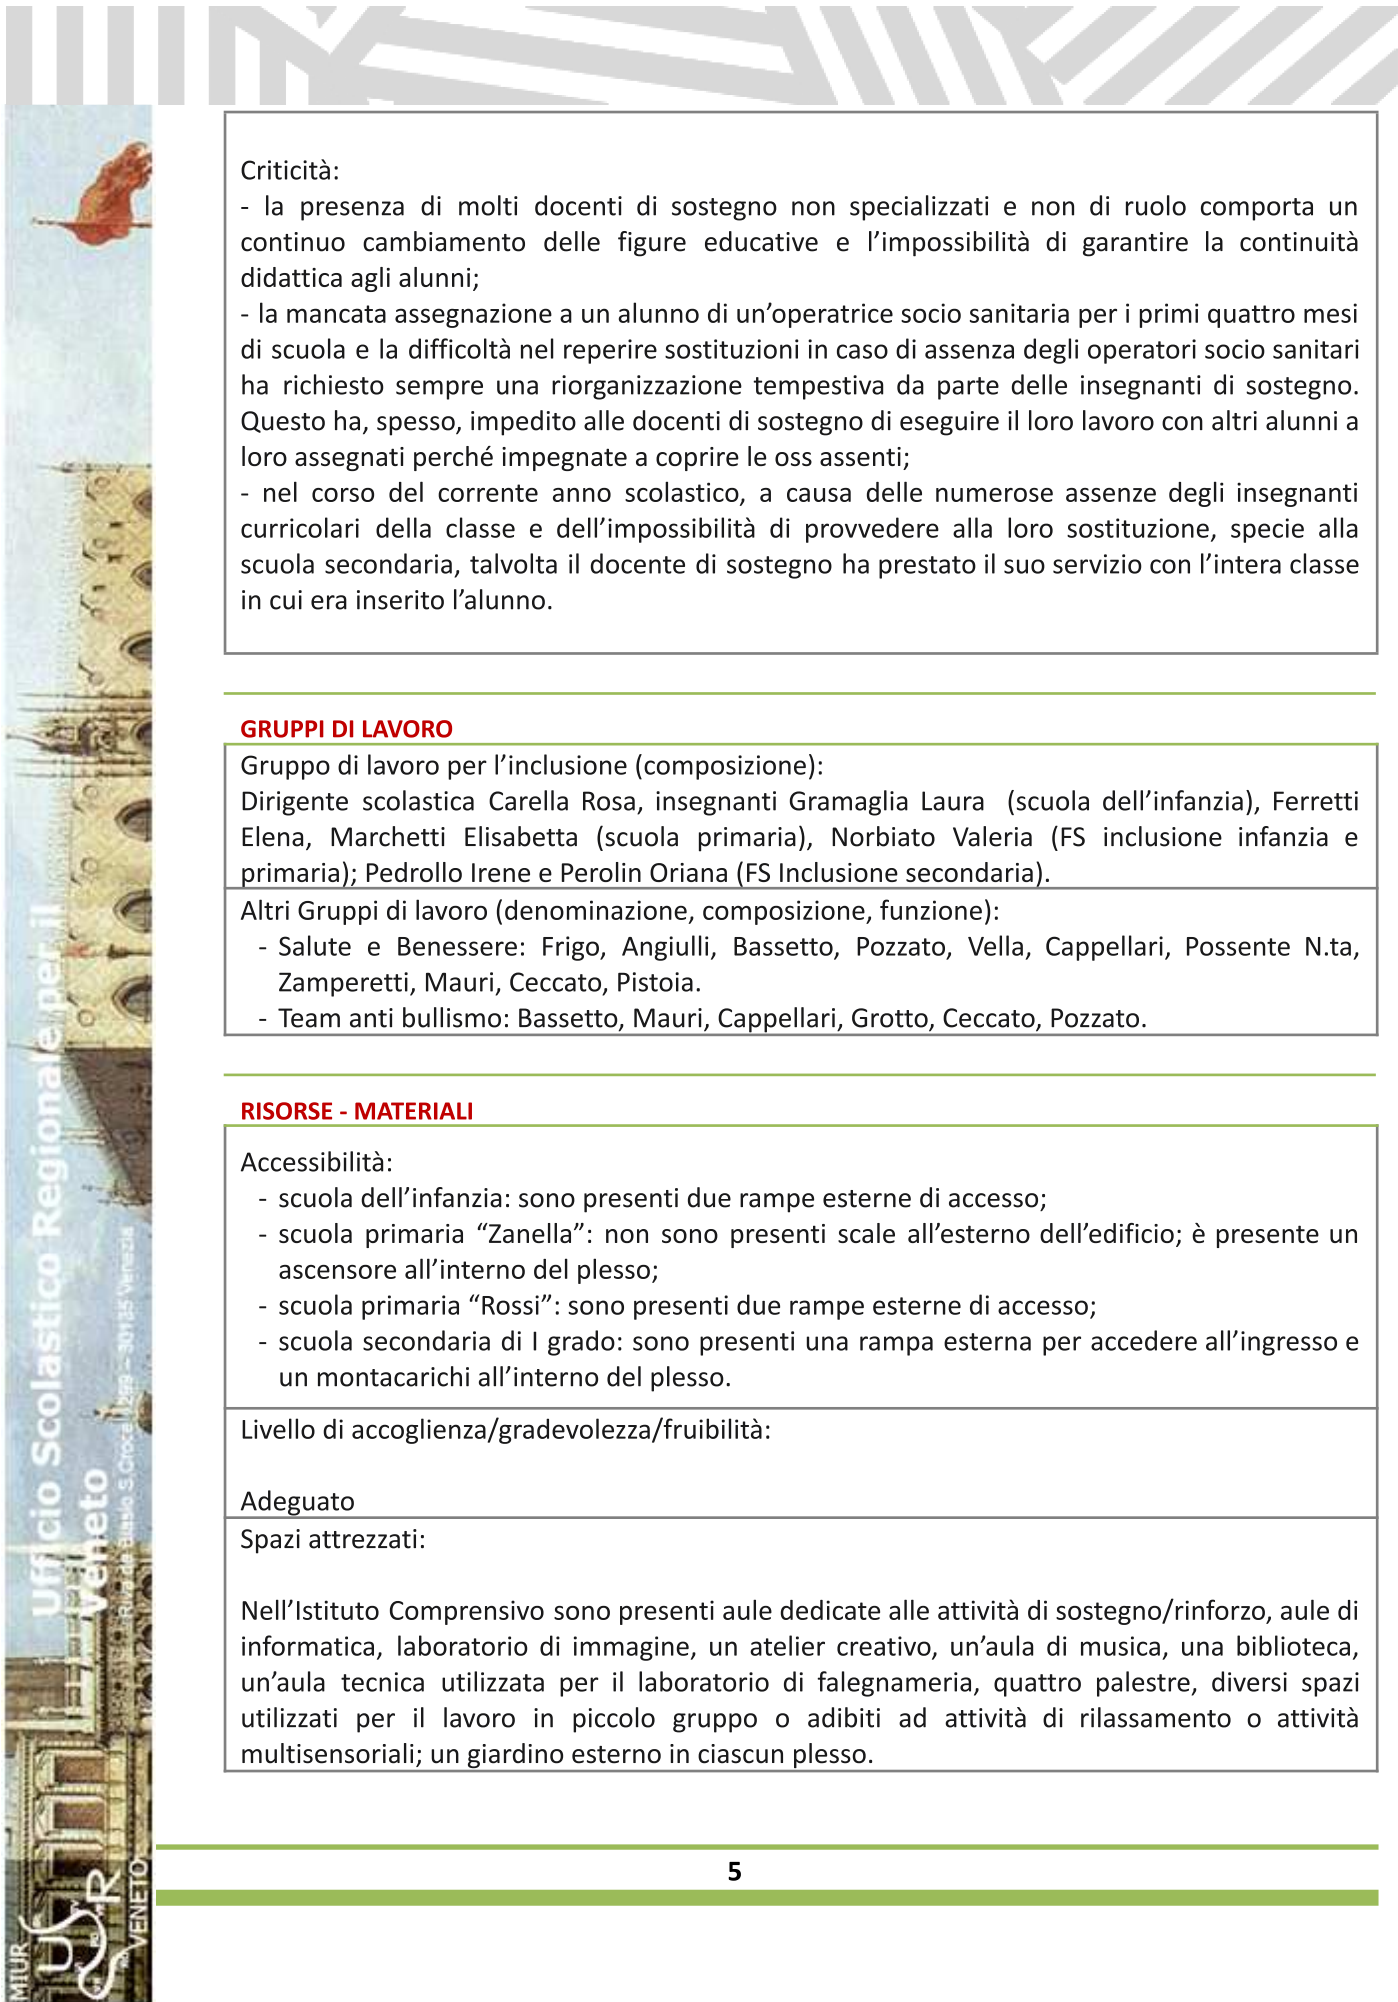 Criticità:
- la presenza di molti docenti di sostegno non specializzati e non di ruolo comporta un
continuo cambiamento delle figure educative e l’impossibilità di garantire la continuità
didattica agli alunni;
- la mancata assegnazione a un alunno di un’operatrice socio sanitaria per i primi quattro mesi
di scuola e la difficoltà nel reperire sostituzioni in caso di assenza degli operatori socio sanitari
ha richiesto sempre una riorganizzazione tempestiva da parte delle insegnanti di sostegno.
Questo ha, spesso, impedito alle docenti di sostegno di eseguire il loro lavoro con altri alunni a
loro assegnati perché impegnate a coprire le oss assenti;
- nel corso del corrente anno scolastico, a causa delle numerose assenze degli insegnanti
curricolari della classe e dell’impossibilità di provvedere alla loro sostituzione, specie alla
scuola secondaria, talvolta il docente di sostegno ha prestato il suo servizio con l’intera classe
in cui era inserito l’alunno.
GRUPPI DI LAVORO
Gruppo di lavoro per l’inclusione (composizione):
Dirigente scolastica Carella Rosa, insegnanti Gramaglia Laura (scuola dell’infanzia), Ferretti
Elena, Marchetti Elisabetta (scuola primaria), Norbiato Valeria (FS inclusione infanzia e
primaria); Pedrollo Irene e Perolin Oriana (FS Inclusione secondaria).
Altri Gruppi di lavoro (denominazione, composizione, funzione):
- Salute e Benessere: Frigo, Angiulli, Bassetto, Pozzato, Vella, Cappellari, Possente N.ta,
Zamperetti, Mauri, Ceccato, Pistoia.
- Team anti bullismo: Bassetto, Mauri, Cappellari, Grotto, Ceccato, Pozzato.
RISORSE - MATERIALI
Accessibilità:
- scuola dell’infanzia: sono presenti due rampe esterne di accesso;
- scuola primaria “Zanella”: non sono presenti scale all’esterno dell’edificio; è presente un
ascensore all’interno del plesso;
- scuola primaria “Rossi”: sono presenti due rampe esterne di accesso;
- scuola secondaria di I grado: sono presenti una rampa esterna per accedere all’ingresso e
un montacarichi all’interno del plesso.
Livello di accoglienza/gradevolezza/fruibilità:
Adeguato
Spazi attrezzati:
Nell’Istituto Comprensivo sono presenti aule dedicate alle attività di sostegno/rinforzo, aule di
informatica, laboratorio di immagine, un atelier creativo, un’aula di musica, una biblioteca,
un’aula tecnica utilizzata per il laboratorio di falegnameria, quattro palestre, diversi spazi
utilizzati per il lavoro in piccolo gruppo o adibiti ad attività di rilassamento o attività
multisensoriali; un giardino esterno in ciascun plesso.
5
Ufficio Scolastico Regionale per il
Veneto
Riva de Biasio S.Croce 1299 - 30135 Venezia
MIUR
USR
VENETO